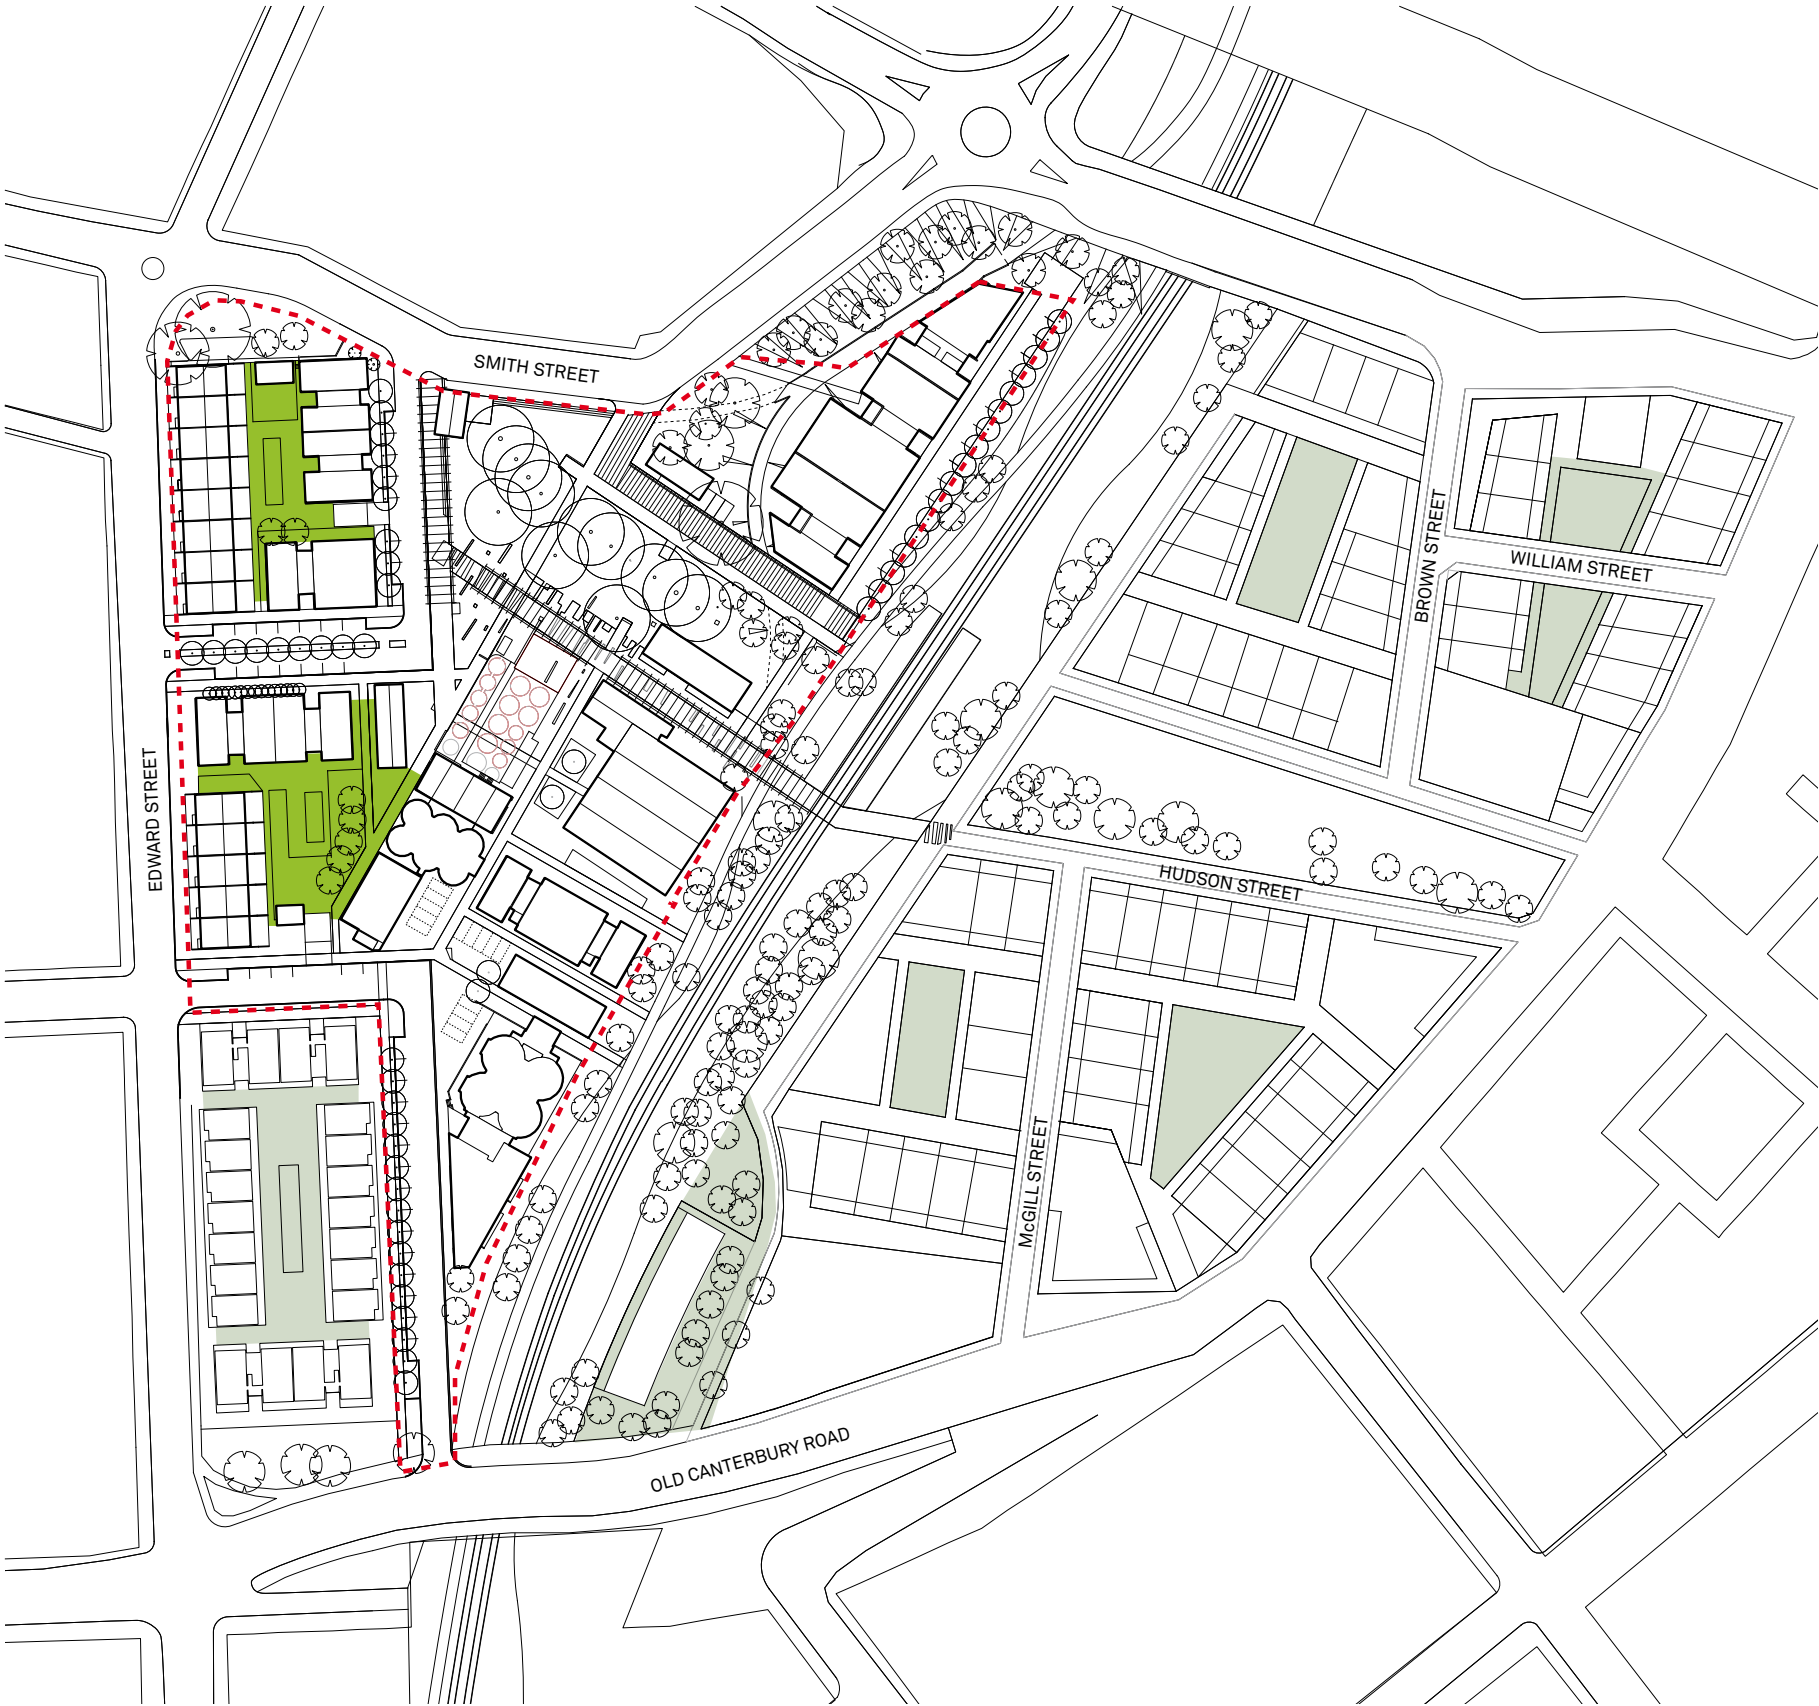 SMITH STREET
BROWN STREET
WILLIAM STREET
EDWARD STREET
HUDSON STREET
McGILL STREET
OLD CANTERBURY ROAD